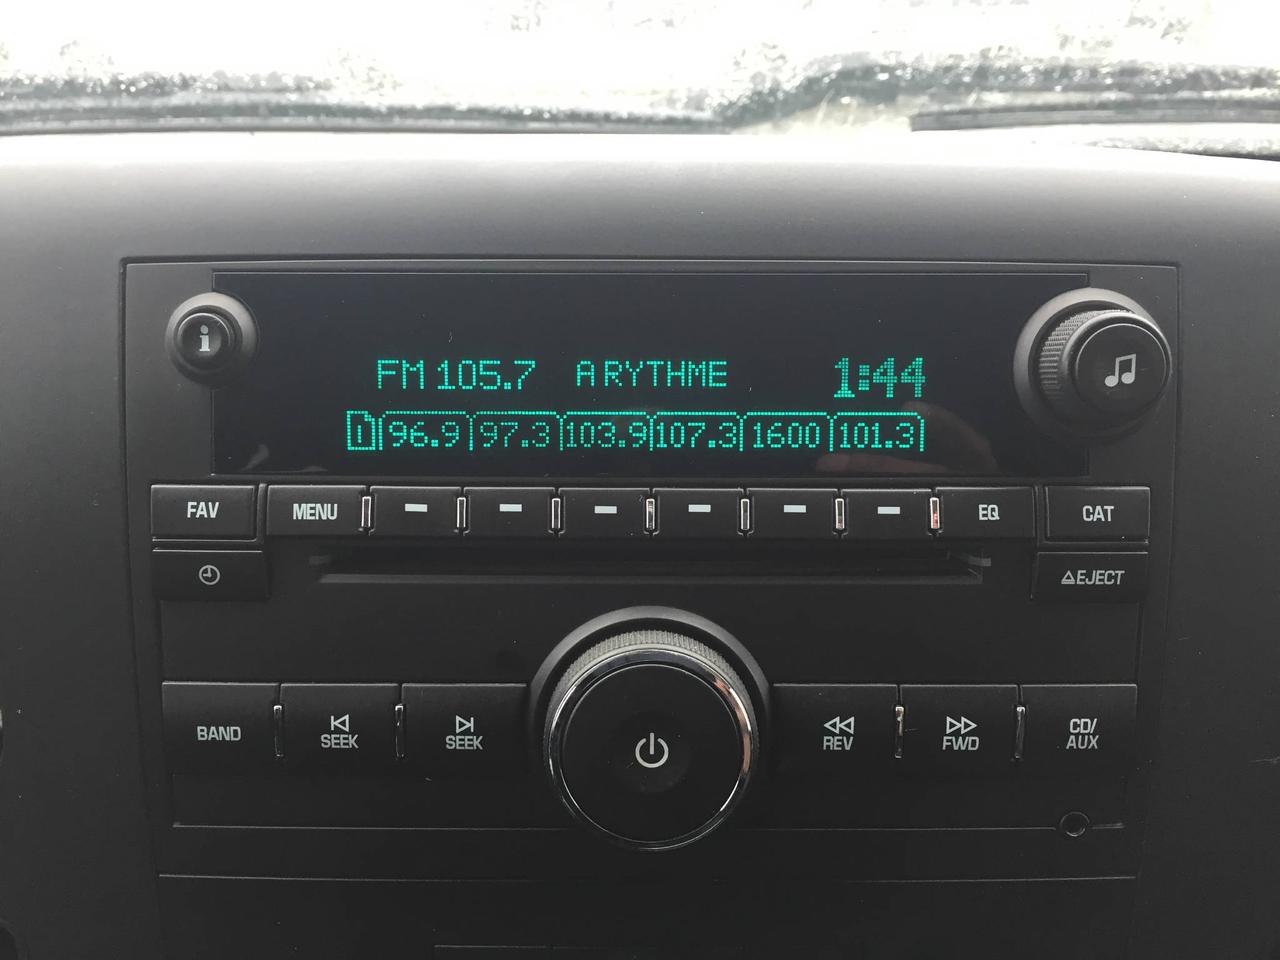 i
FM 105.7 ARYTHME 1:44
1 96.9 97.3 103.9 107.3 1600 101.3
FAV MENU EQ CAT
EJECT
BAND SEEK SEEK REV FWD CD/
AUX